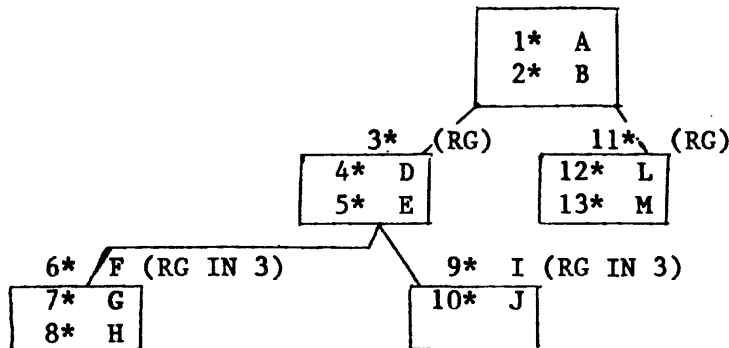 1* A
2* B
3* (RG) 11* (RG)
4* D 12* L
5* E 13* M
6* F (RG IN 3) 9* I (RG IN 3)
7* G 10* J
8* H